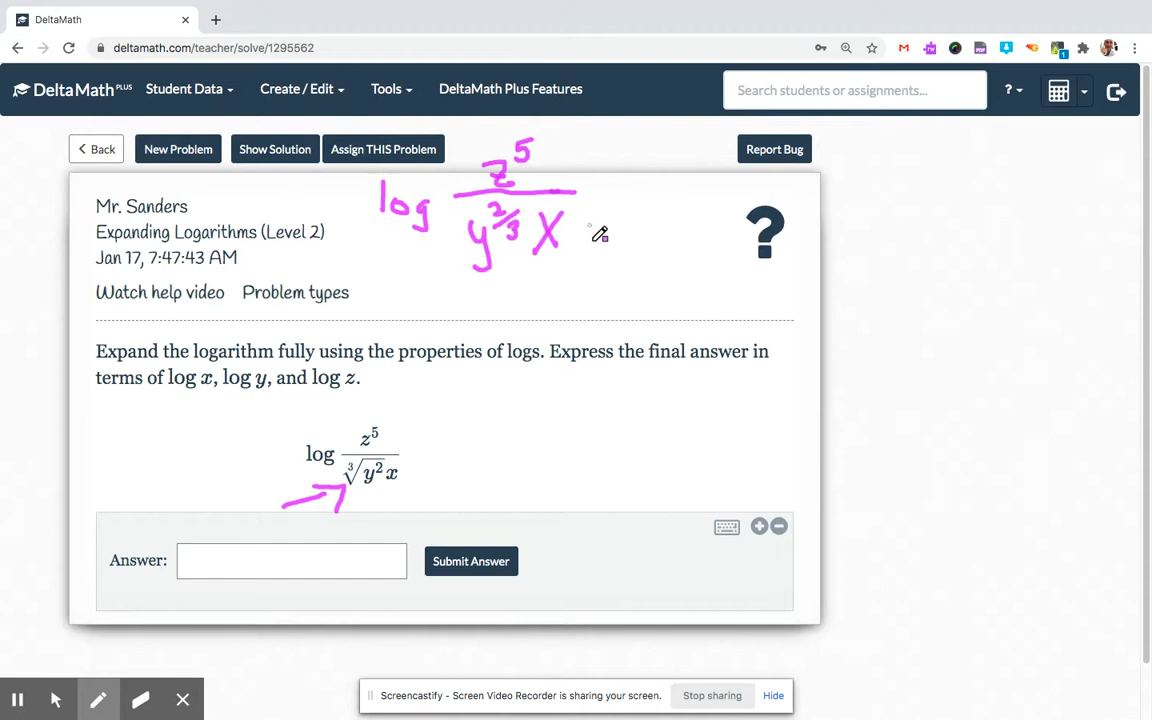 DeltaMath
deltamath.com/teacher/solve/1295562
DeltaMath PLUS Student Data Create / Edit Tools DeltaMath Plus Features Search students or assignments... ?
Back New Problem Show Solution Assign THIS Problem Report Bug
log z^5 / y^(2/3) x
Mr. Sanders
Expanding Logarithms (Level 2)
Jan 17, 7:47:43 AM
?
Watch help video Problem types
Expand the logarithm fully using the properties of logs. Express the final answer in
terms of log x, log y, and log z.
log z^5 / ∛(y^2) x
Answer: Submit Answer
Screencastify - Screen Video Recorder is sharing your screen. Stop sharing Hide